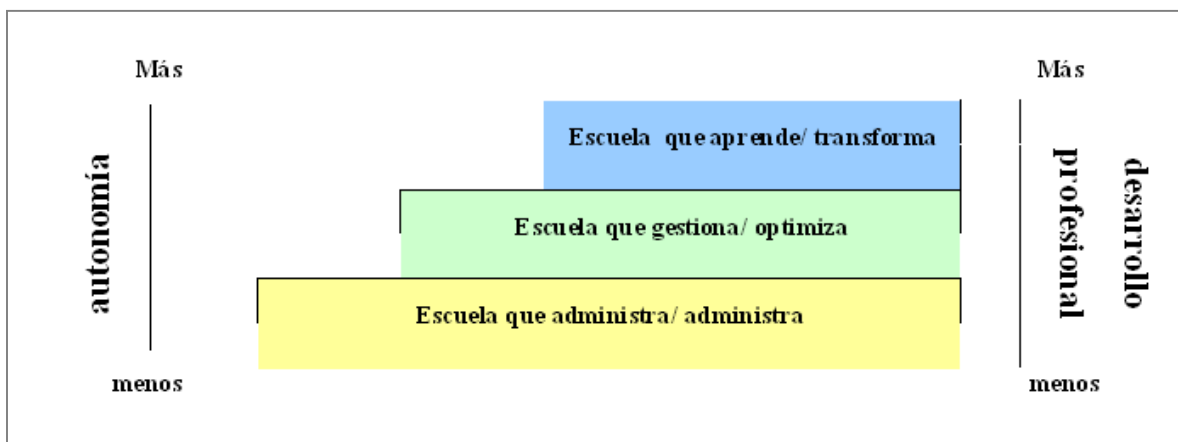 Más
Más
Escuela que aprende/ transforma
Escuela que gestiona/ optimiza
Escuela que administra/ administra
autonomía
profesional
desarrollo
menos
menos